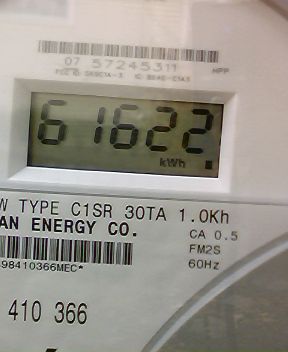 07 57245311
HPP
61622
kWh
W TYPE C1SR 30TA 1.0Kh
AN ENERGY CO.
CA 0.5
FM2S
60Hz
98410366MEC*
410 366